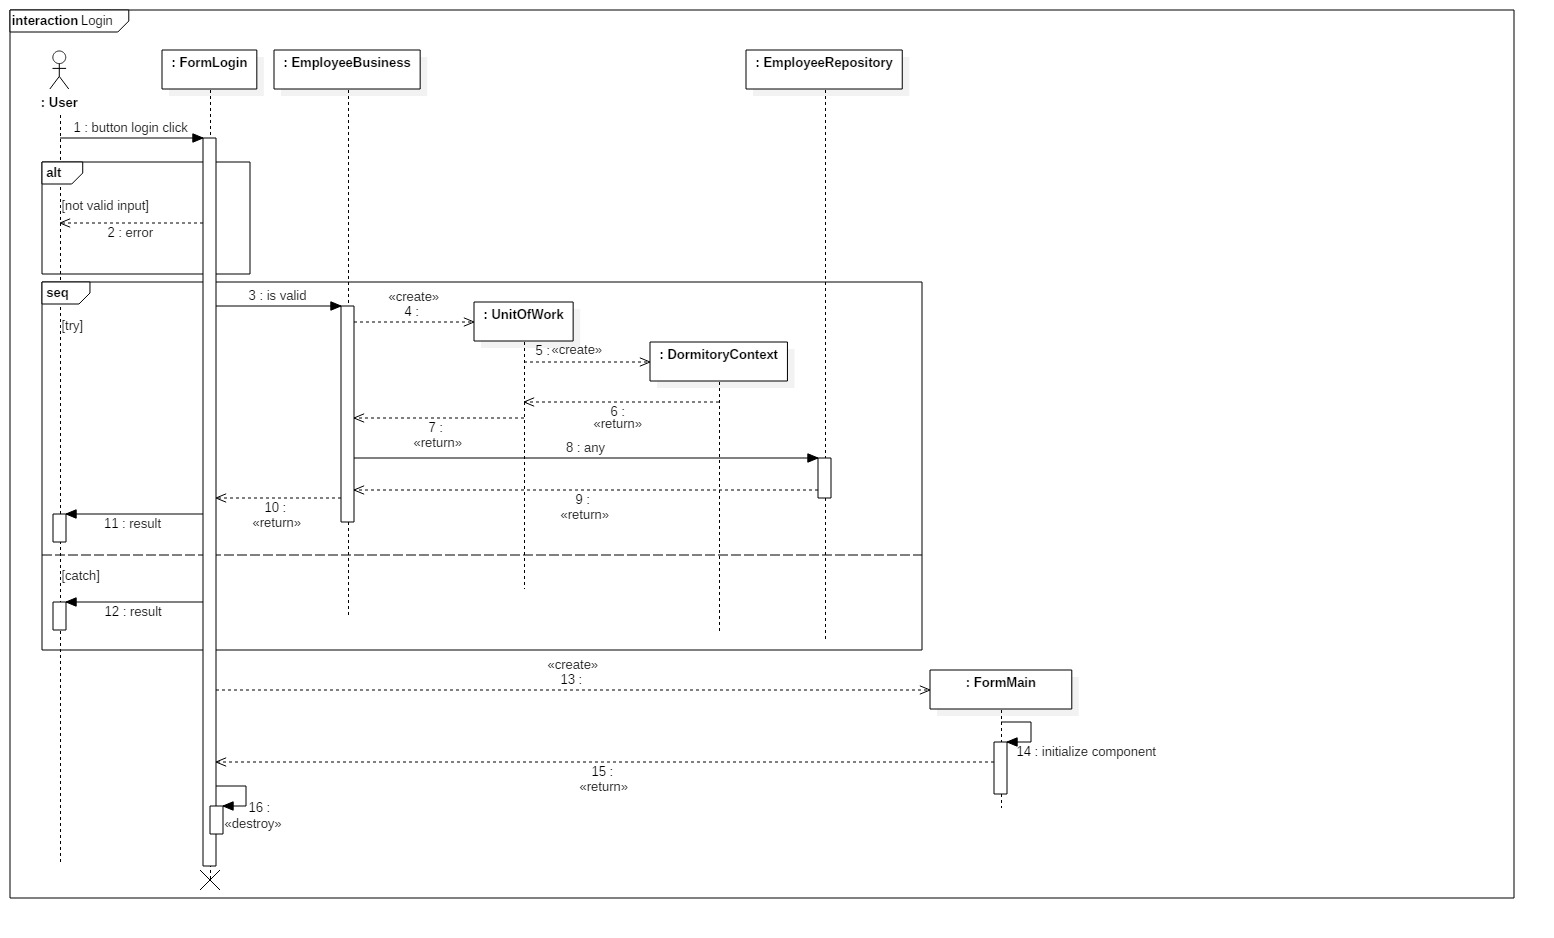 interaction Login
: User
: FormLogin
: EmployeeBusiness
: EmployeeRepository
1 : button login click
alt
[not valid input]
2 : error
seq
[try]
3 : is valid
«create»
4 :
: UnitOfWork
5 : «create»
: DormitoryContext
6 :
«return»
7 :
«return»
8 : any
9 :
«return»
10 :
«return»
11 : result
[catch]
12 : result
«create»
13 :
: FormMain
14 : initialize component
15 :
«return»
16 :
«destroy»